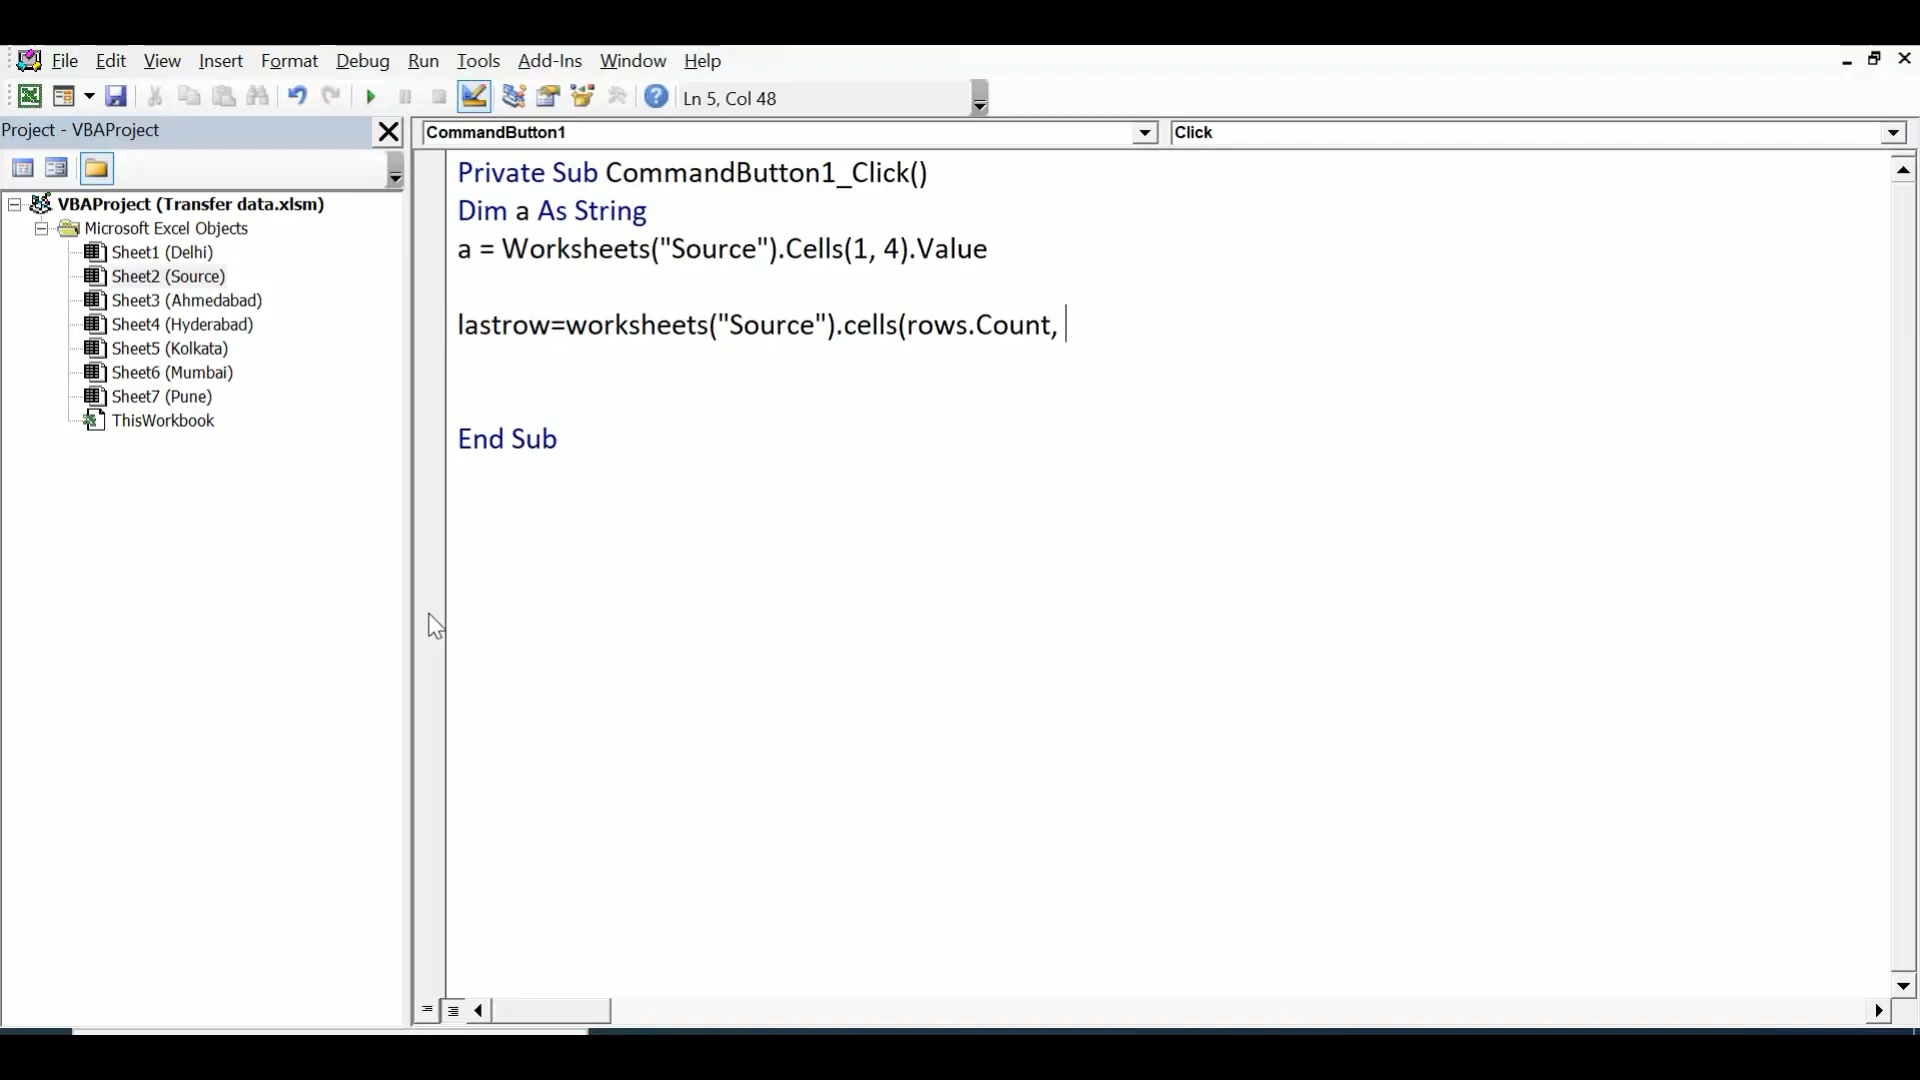 File Edit View Insert Format Debug Run Tools Add-Ins Window Help
Ln 5, Col 48
Project - VBAProject
CommandButton1
Click
VBAProject (Transfer data.xlsm)
Microsoft Excel Objects
Sheet1 (Delhi)
Sheet2 (Source)
Sheet3 (Ahmedabad)
Sheet4 (Hyderabad)
Sheet5 (Kolkata)
Sheet6 (Mumbai)
Sheet7 (Pune)
ThisWorkbook
Private Sub CommandButton1_Click()
Dim a As String
a = Worksheets("Source").Cells(1, 4).Value
lastrow=worksheets("Source").cells(rows.Count,
End Sub